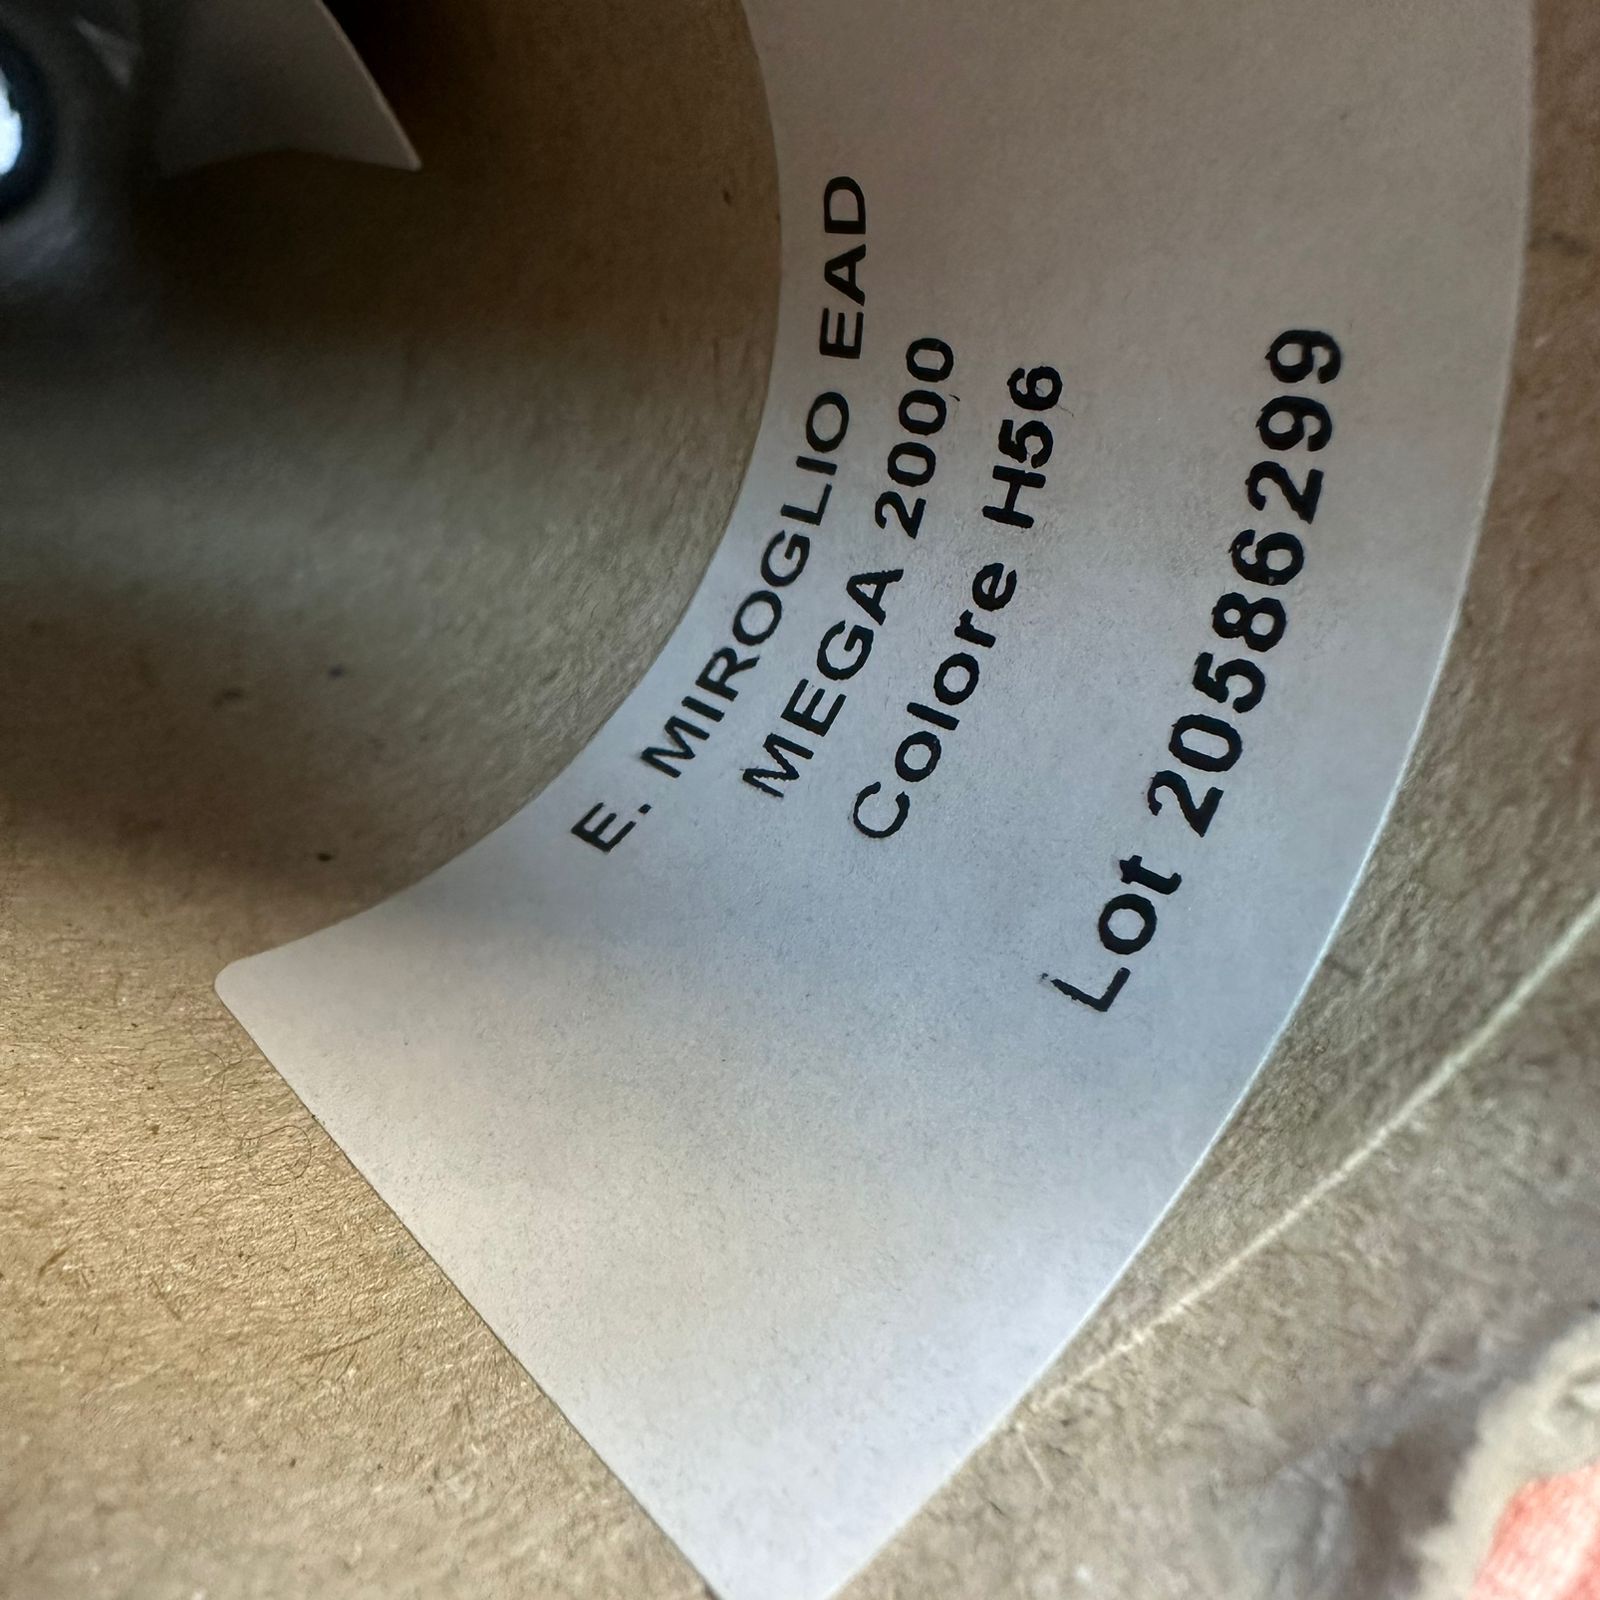 E. MIROGLIO EAD
MEGA 2000
Colore H56
Lot 20586299